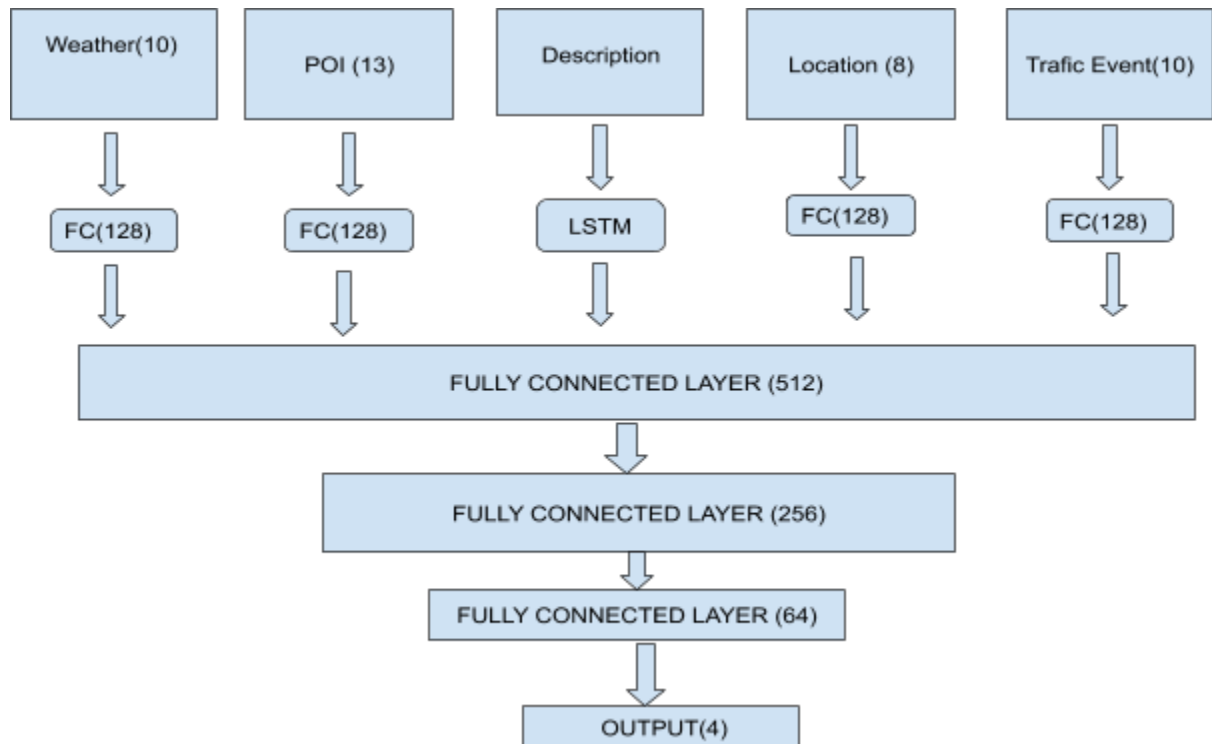 Weather(10)
POI (13)
Description
Location (8)
Trafic Event(10)
FC(128)
FC(128)
LSTM
FC(128)
FC(128)
FULLY CONNECTED LAYER (512)
FULLY CONNECTED LAYER (256)
FULLY CONNECTED LAYER (64)
OUTPUT(4)